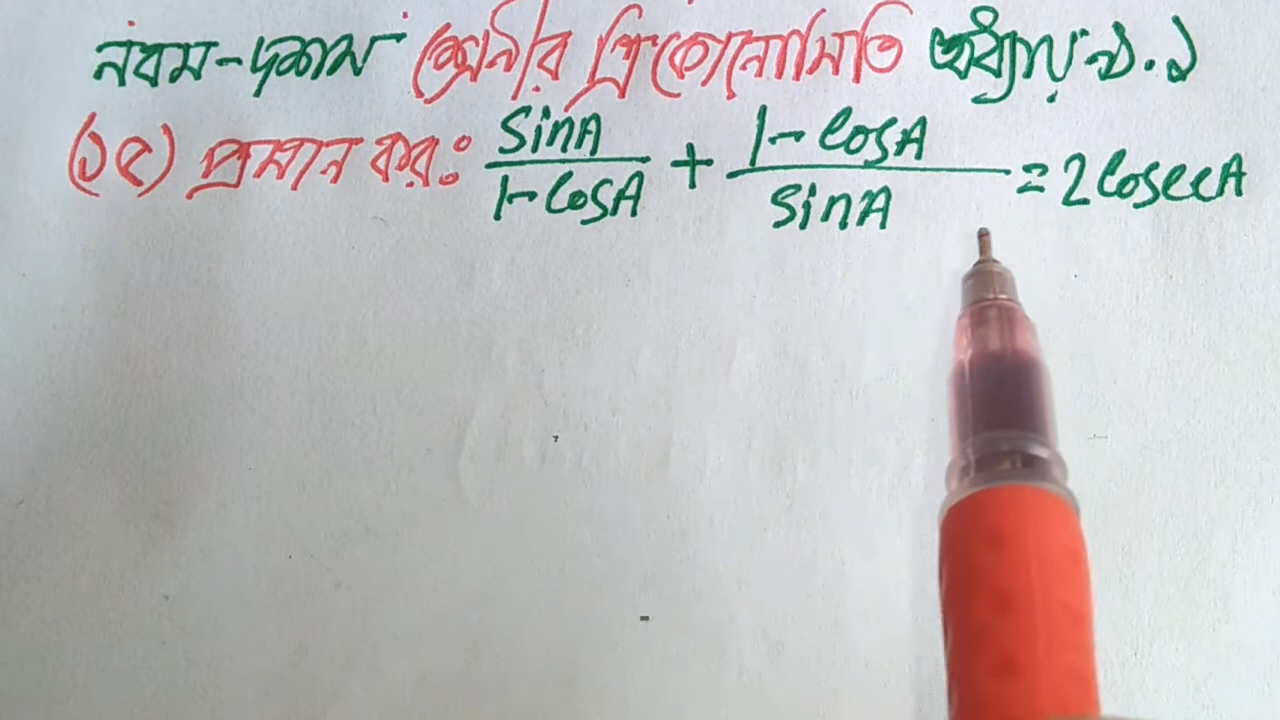 নবম-দশম শ্রেনীর ত্রিকোনোমিতি অধ্যায় ৯.১
(১৫) প্রমান কর: sinA/1-cosA + 1-cosA/sinA = 2cosecA